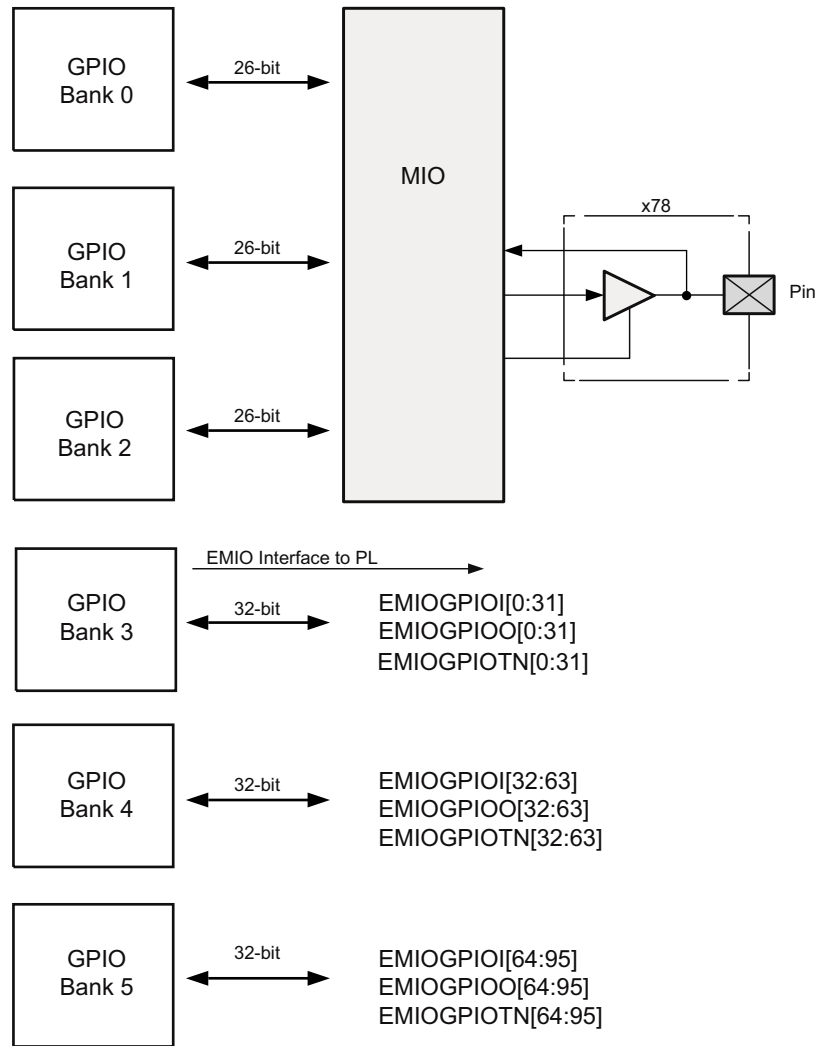 GPIO
Bank 0
26-bit
MIO
GPIO
Bank 1
26-bit
x78
Pin
GPIO
Bank 2
26-bit
GPIO
Bank 3
EMIO Interface to PL
32-bit
EMIOGPIOI[0:31]
EMIOGPIOO[0:31]
EMIOGPIOTN[0:31]
GPIO
Bank 4
32-bit
EMIOGPIOI[32:63]
EMIOGPIOO[32:63]
EMIOGPIOTN[32:63]
GPIO
Bank 5
32-bit
EMIOGPIOI[64:95]
EMIOGPIOO[64:95]
EMIOGPIOTN[64:95]